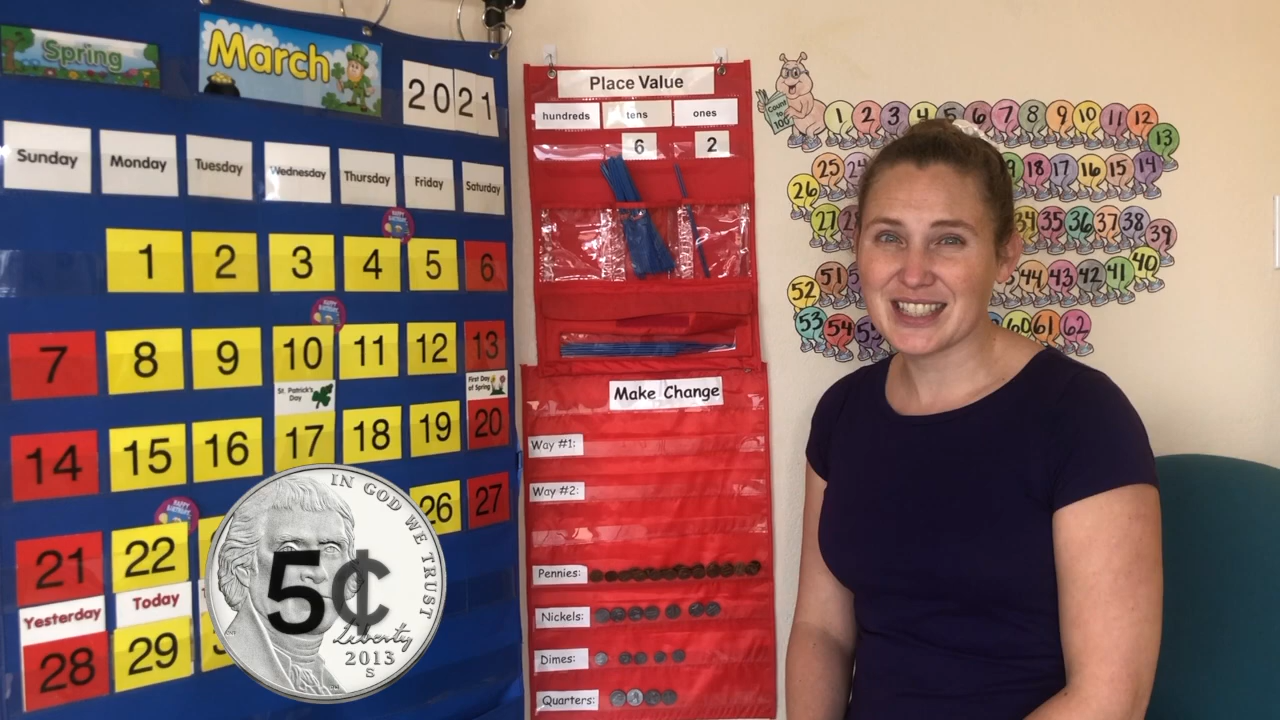 Spring
March
2021
Sunday Monday Tuesday Wednesday Thursday Friday Saturday
1 2 3 4 5 6
7 8 9 10 11 12 13
St. Patrick's
Day
First Day
of Spring
14 15 16 17 18 19 20
26 27
21 22
Yesterday Today
28 29
IN GOD WE TRUST
5¢
Liberty
2013
S
Place Value
hundreds tens ones
6 2
Make Change
Way #1:
Way #2:
Pennies:
Nickels:
Dimes:
Quarters:
Count
to
100
1 2 3 4 5 6 7 8 9 10 11 12
13
25 24 18 17 16 15 14
26
27 34 35 36 37 38 39
52 51 44 43 42 41 40
53 54 55 60 61 62